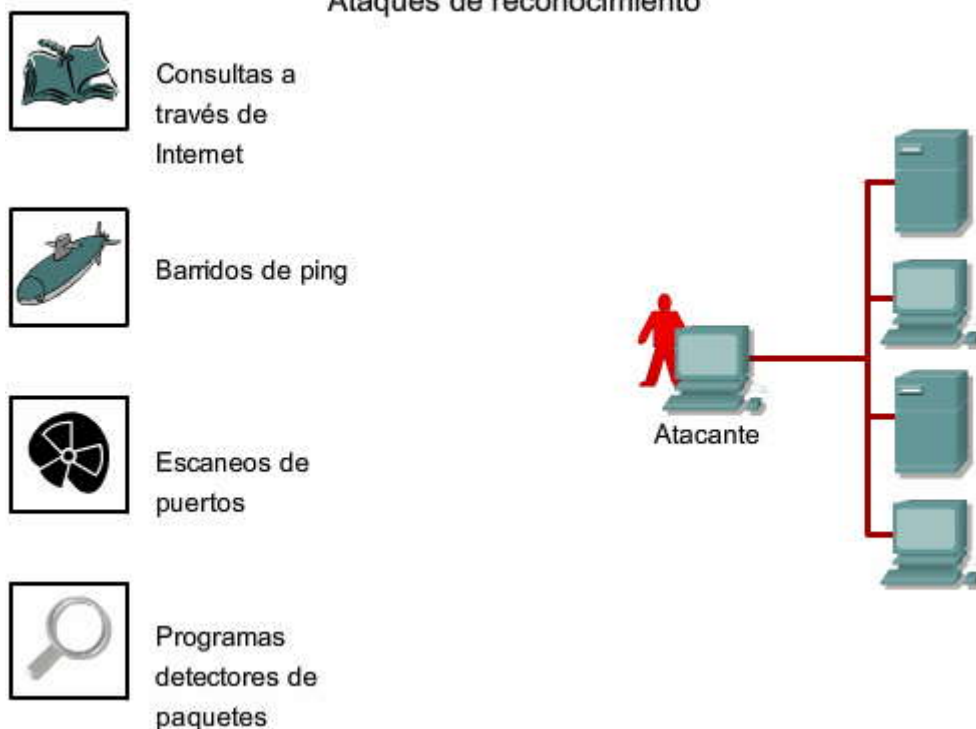 Ataques de reconocimiento
Consultas a
través de
Internet
Barridos de ping
Escaneos de
puertos
Programas
detectores de
paquetes
Atacante